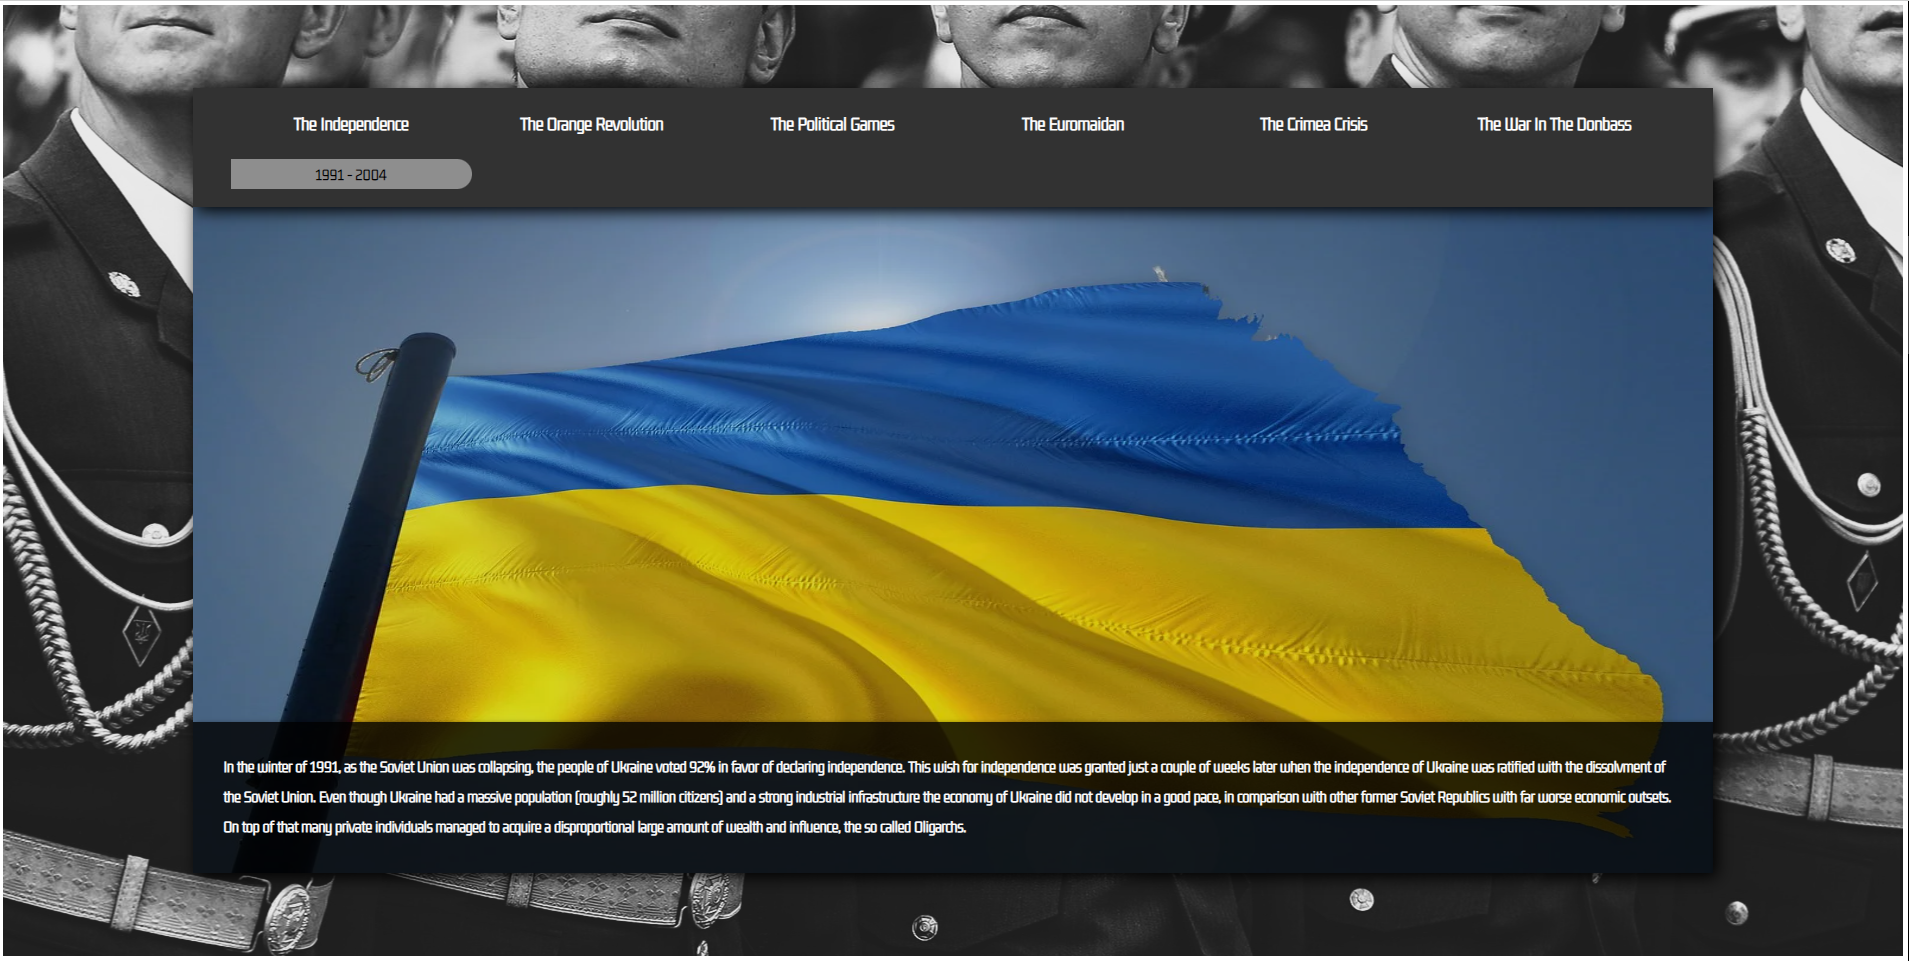 The Independence The Orange Revolution The Political Games The Euromaidan The Crimea Crisis The War In The Donbass
1991 - 2004
In the winter of 1991, as the Soviet Union was collapsing, the people of Ukraine voted 92% in favor of declaring independence. This wish for independence was granted just a couple of weeks later when the independence of Ukraine was ratified with the dissolvment of
the Soviet Union. Even though Ukraine had a massive population (roughly 52 million citizens) and a strong industrial infrastructure the economy of Ukraine did not develop in a good pace, in comparison with other former Soviet Republics with far worse economic outsets.
On top of that many private individuals managed to acquire a disproportional large amount of wealth and influence, the so called Oligarchs.